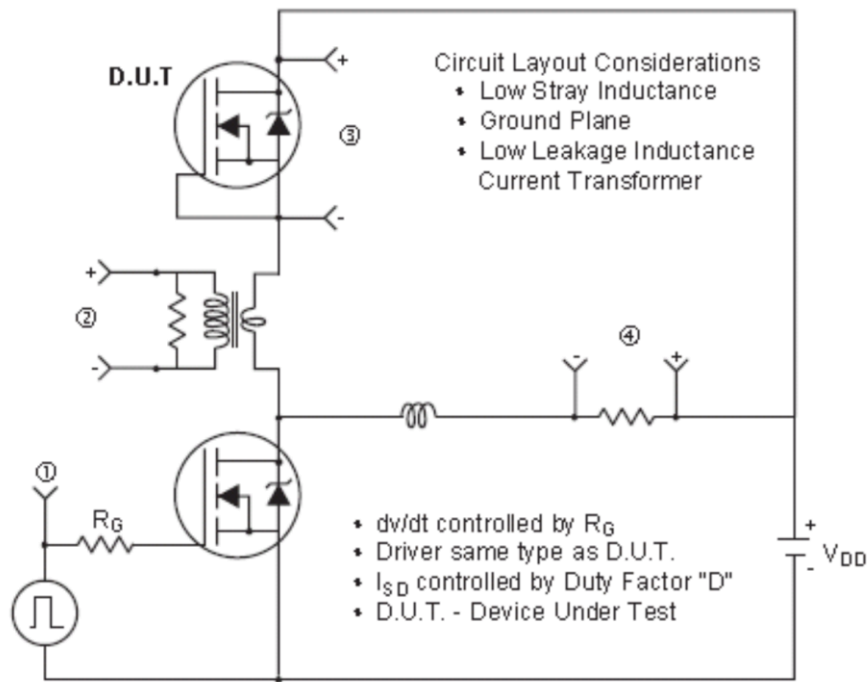 D.U.T
+
③
-
Circuit Layout Considerations
• Low Stray Inductance
• Ground Plane
• Low Leakage Inductance
Current Transformer
+
②
-
-
④
+
①
R_G
• dv/dt controlled by R_G
• Driver same type as D.U.T.
• I_SD controlled by Duty Factor "D"
• D.U.T. - Device Under Test
+
-
V_DD